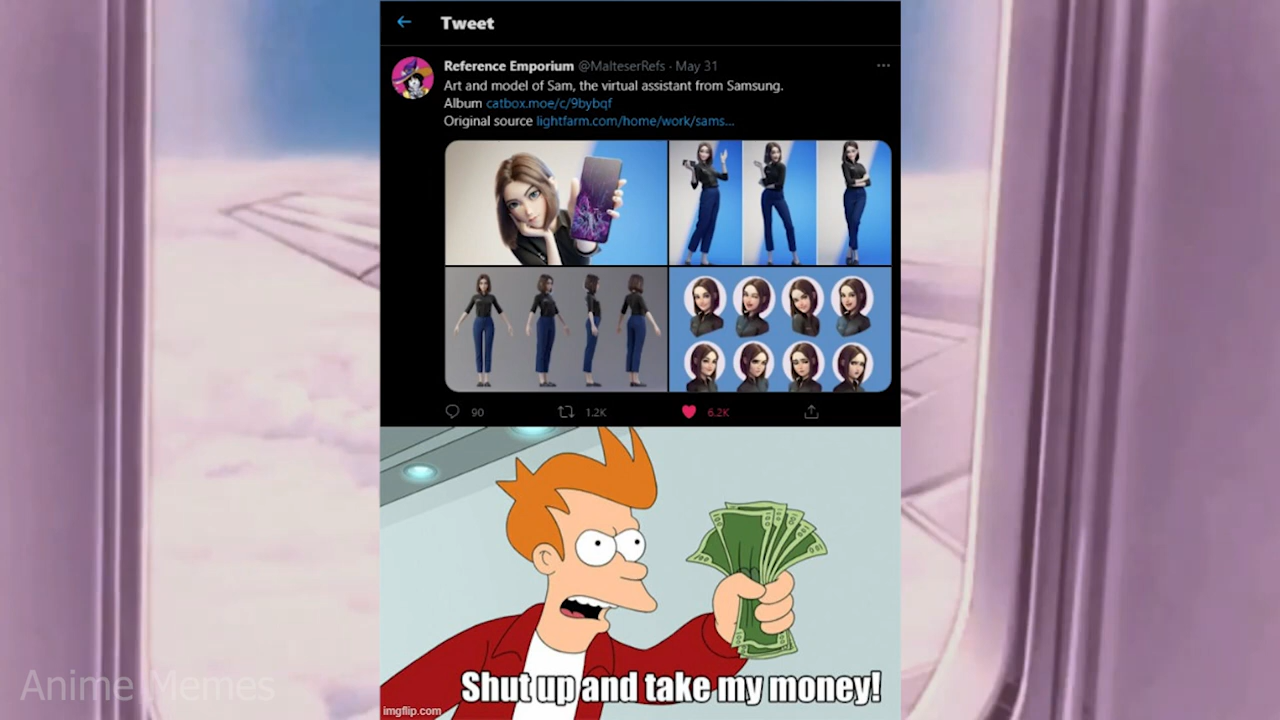 Tweet
Reference Emporium @MalteserRefs · May 31
Art and model of Sam, the virtual assistant from Samsung.
Album catbox.moe/c/9bybqf
Original source lightfarm.com/home/work/sams...
90 1.2K 6.2K
Shut up and take my money!
imgflip.com
Anime Memes